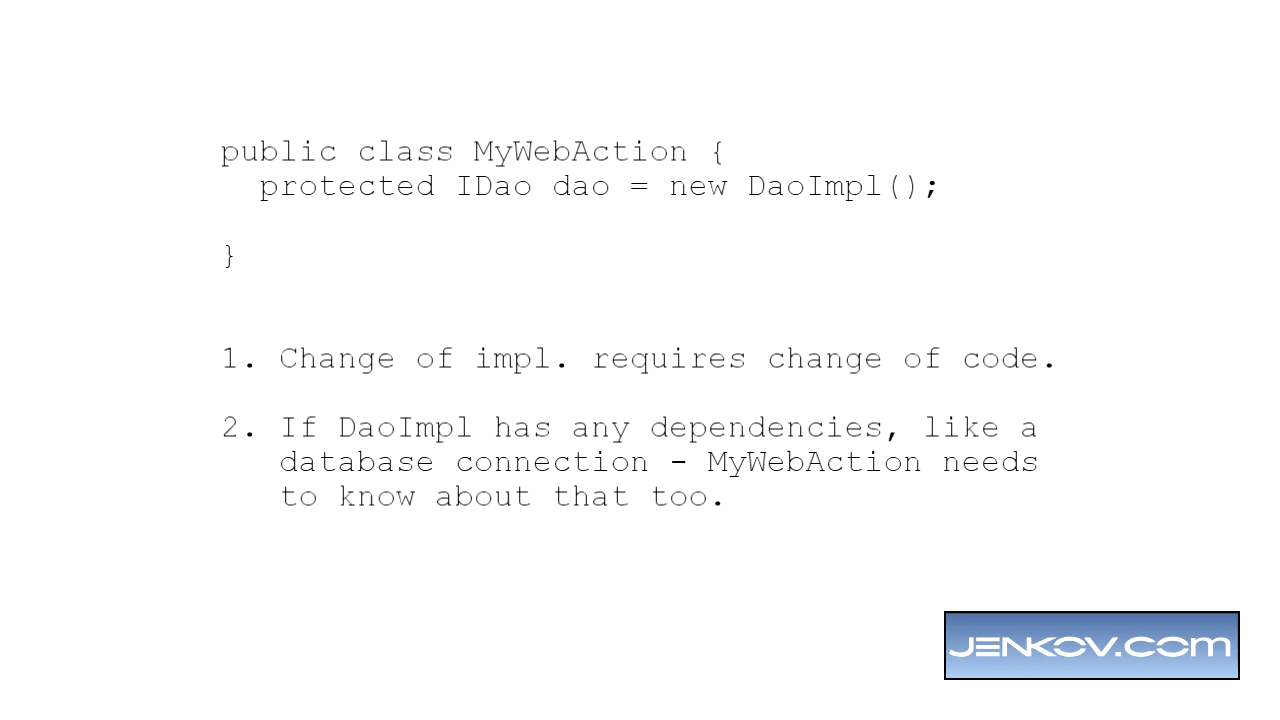 public class MyWebAction {
  protected IDao dao = new DaoImpl();
}
1. Change of impl. requires change of code.
2. If DaoImpl has any dependencies, like a
   database connection - MyWebAction needs
   to know about that too.
JENKOV.COM